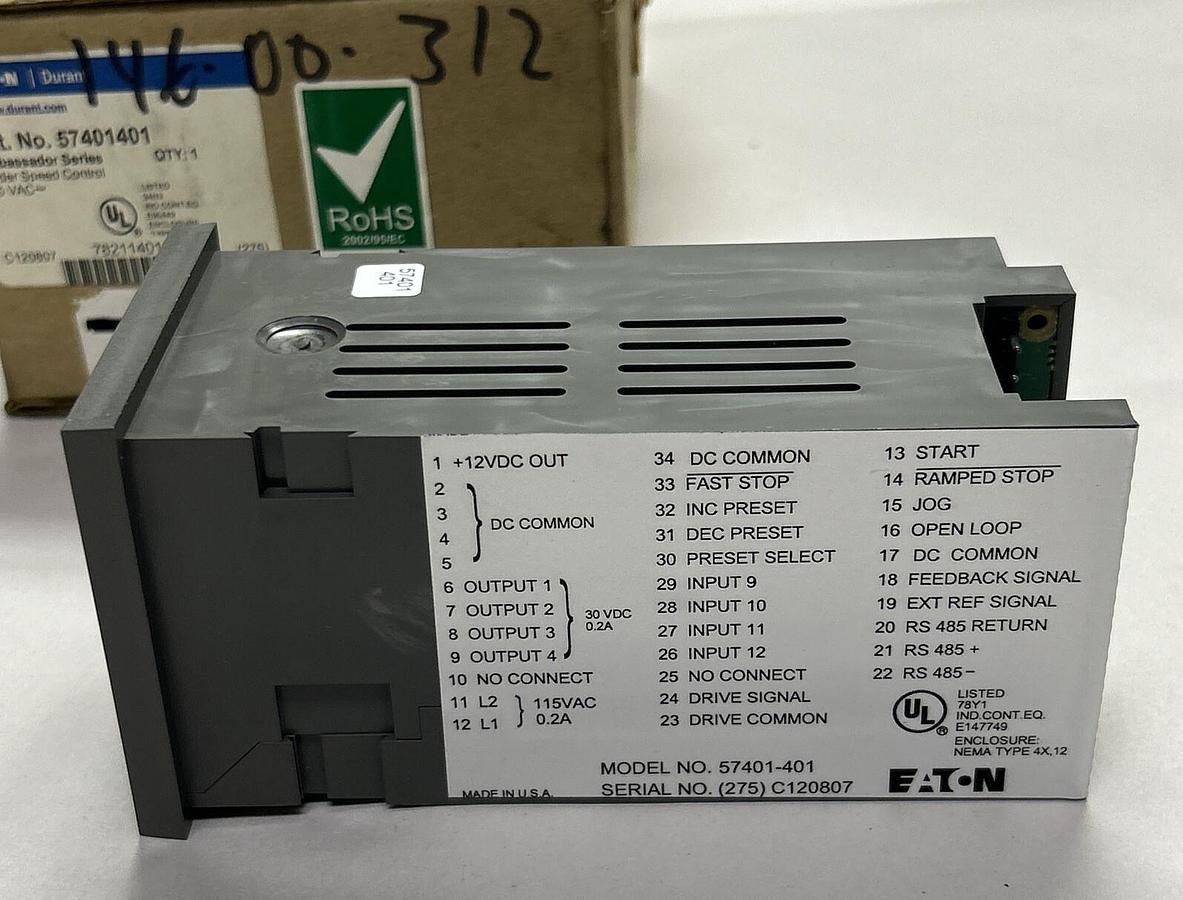 146-00-312
N | Durant
.durant.com
t. No. 57401401
bassador Series QTY: 1
der Speed Control
VAC
UL
LISTED
C120807 (275)
RoHS
2002/95/EC
57401
401
1 +12VDC OUT
2
3
4
5
DC COMMON
6 OUTPUT 1
7 OUTPUT 2
8 OUTPUT 3
9 OUTPUT 4
30 VDC
0.2A
10 NO CONNECT
11 L2
12 L1
115VAC
0.2A
MADE IN U.S.A.
34 DC COMMON
33 FAST STOP
32 INC PRESET
31 DEC PRESET
30 PRESET SELECT
29 INPUT 9
28 INPUT 10
27 INPUT 11
26 INPUT 12
25 NO CONNECT
24 DRIVE SIGNAL
23 DRIVE COMMON
MODEL NO. 57401-401
SERIAL NO. (275) C120807
13 START
14 RAMPED STOP
15 JOG
16 OPEN LOOP
17 DC COMMON
18 FEEDBACK SIGNAL
19 EXT REF SIGNAL
20 RS 485 RETURN
21 RS 485 +
22 RS 485 –
UL ®
LISTED
78Y1
IND.CONT.EQ.
E147749
ENCLOSURE:
NEMA TYPE 4X,12
EATON